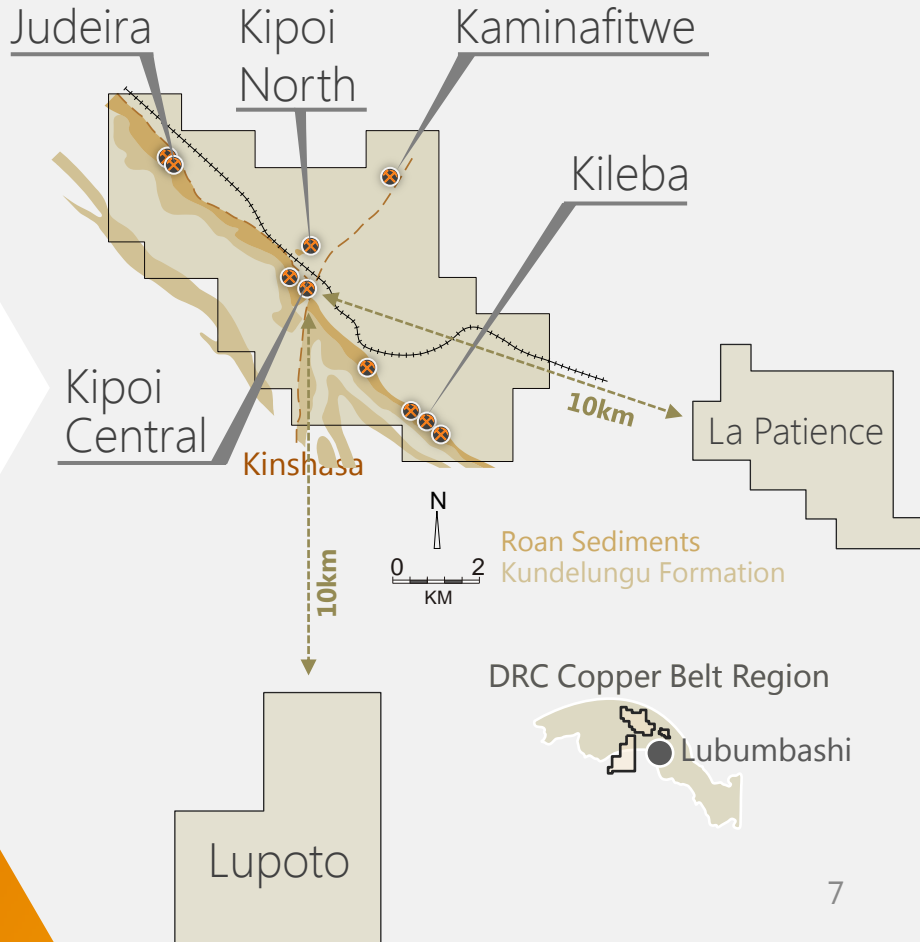 Judeira
Kipoi
North
Kaminafitwe
Kileba
Kipoi
Central
Kinshasa
10km
La Patience
N
0 2
KM
Roan Sediments
Kundelungu Formation
10km
DRC Copper Belt Region
Lubumbashi
Lupoto
7